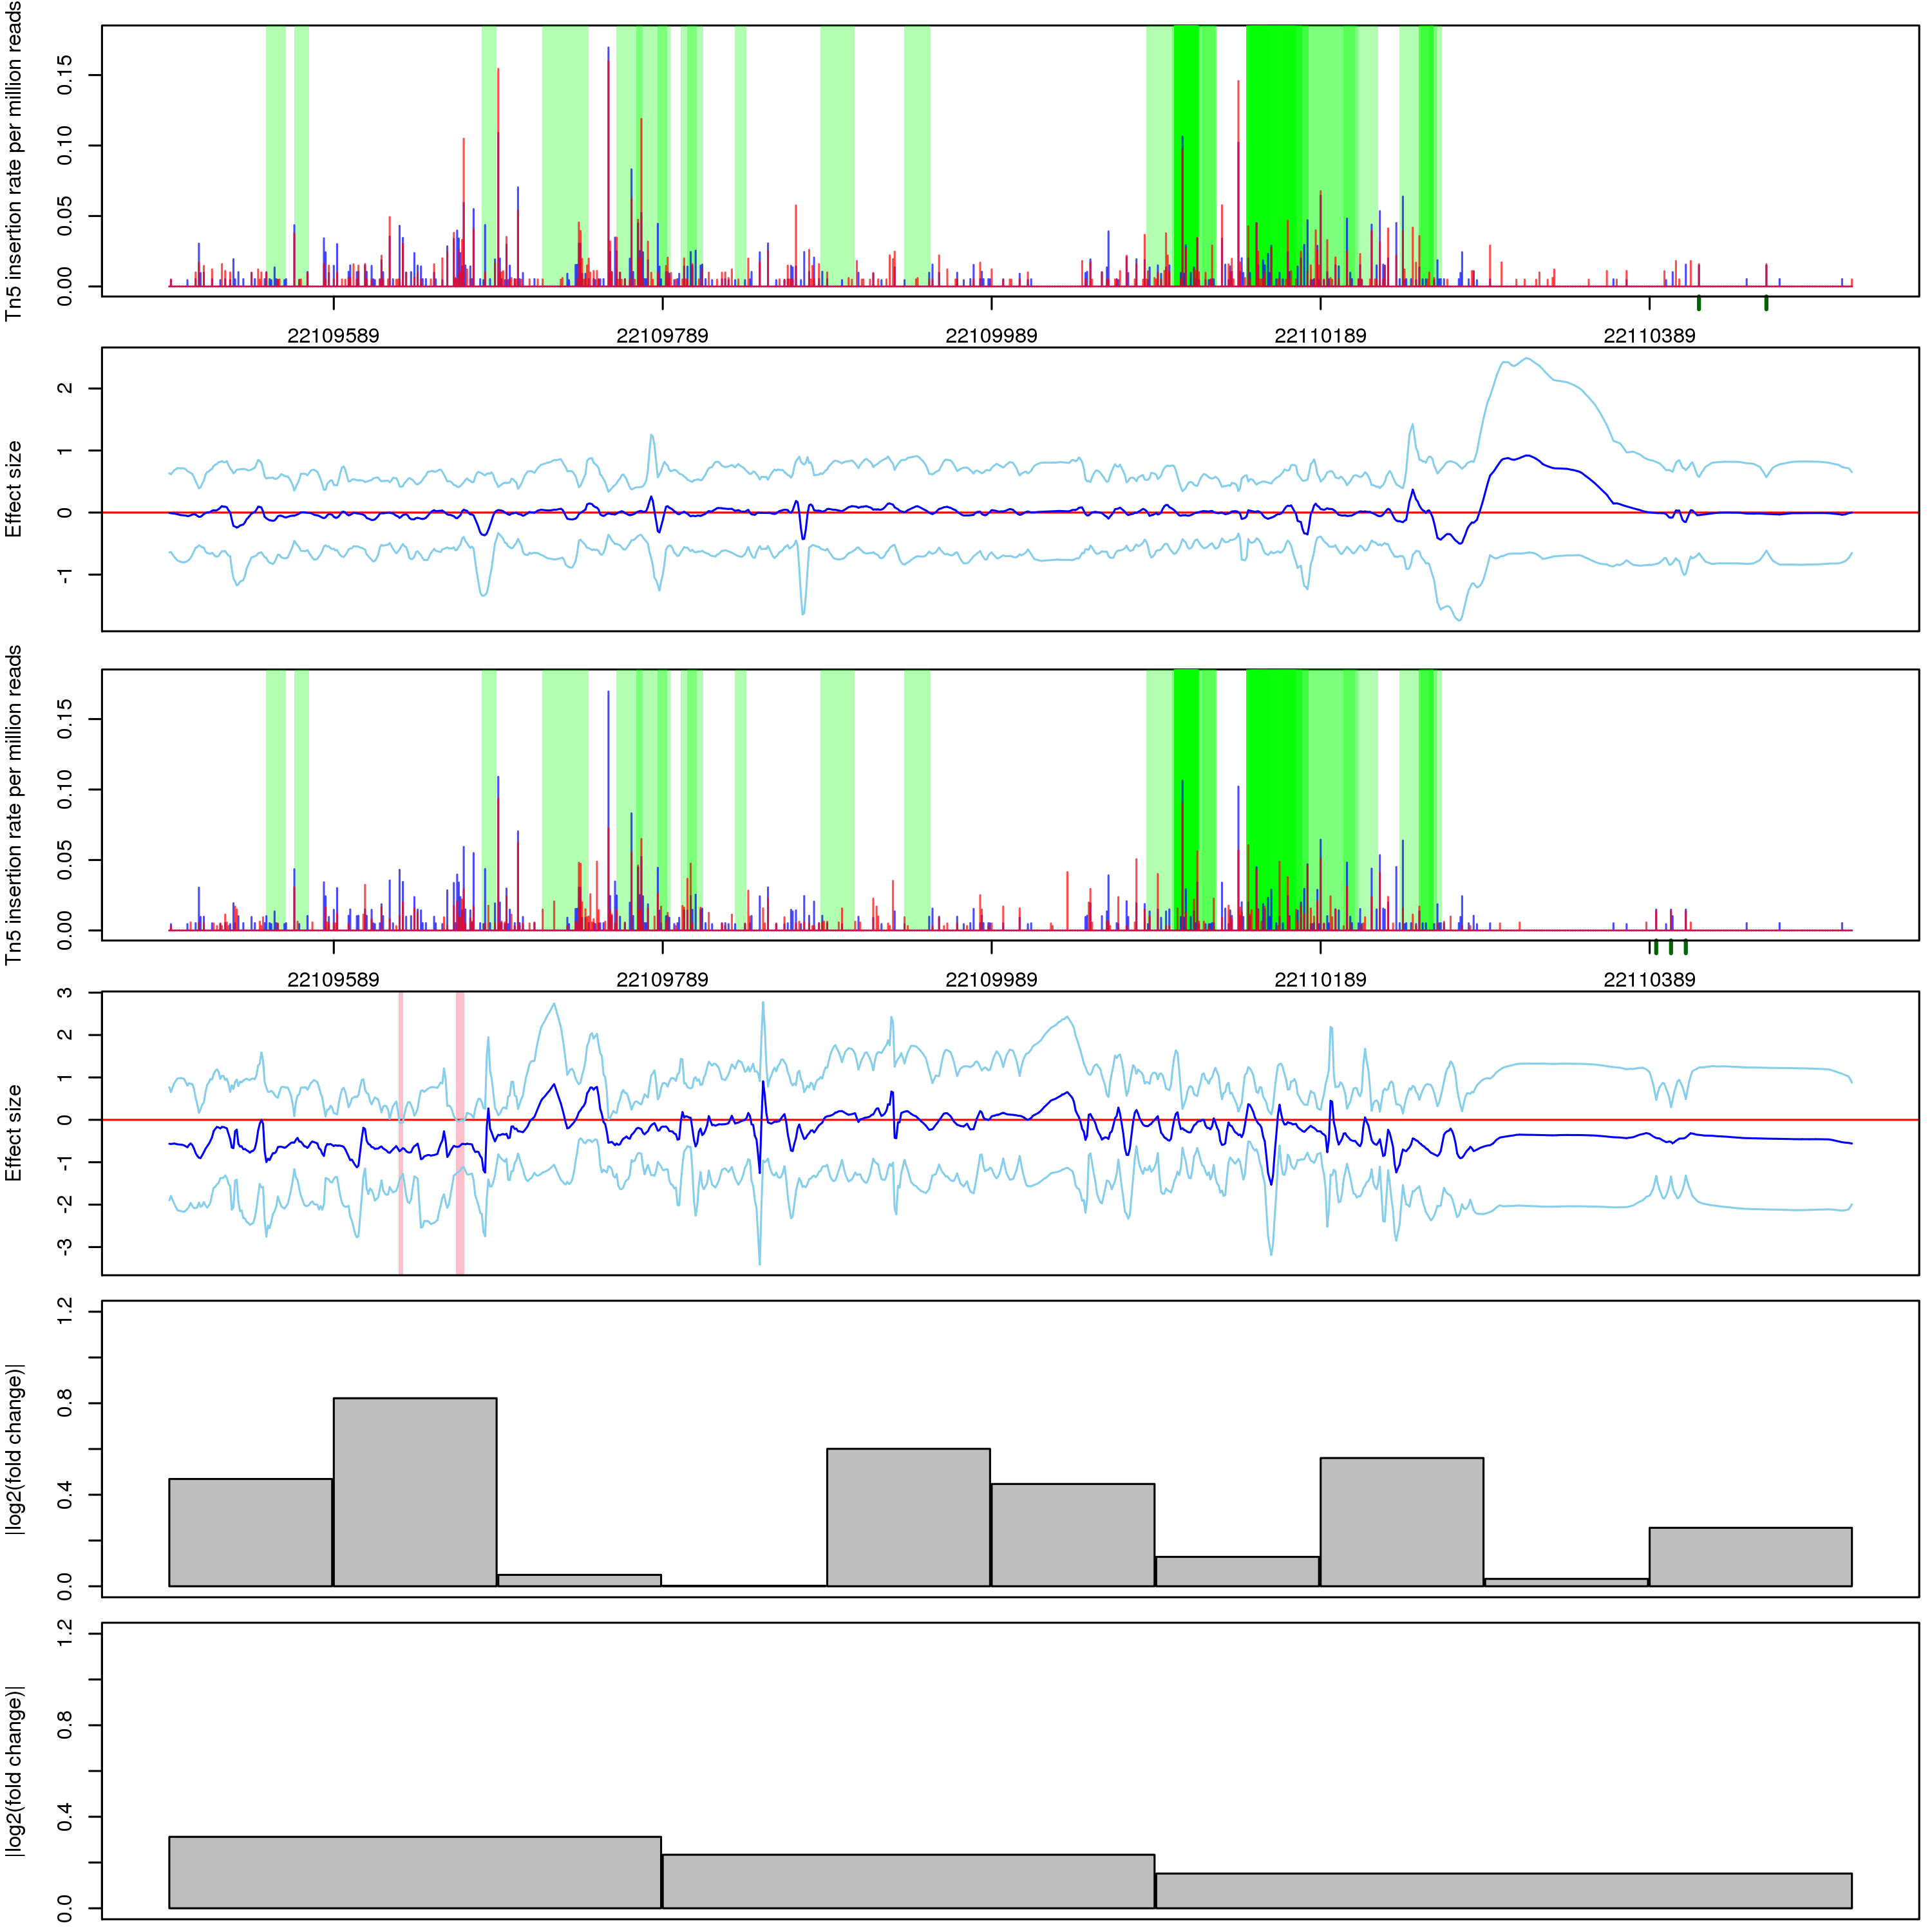 Tn5 insertion rate per million reads
0.00 0.05 0.10 0.15
22109589 22109789 22109989 22110189 22110389
Effect size
-1 0 1 2
Tn5 insertion rate per million reads
0.00 0.05 0.10 0.15
22109589 22109789 22109989 22110189 22110389
Effect size
-3 -2 -1 0 1 2 3
|log2(fold change)|
0.0 0.4 0.8 1.2
|log2(fold change)|
0.0 0.4 0.8 1.2